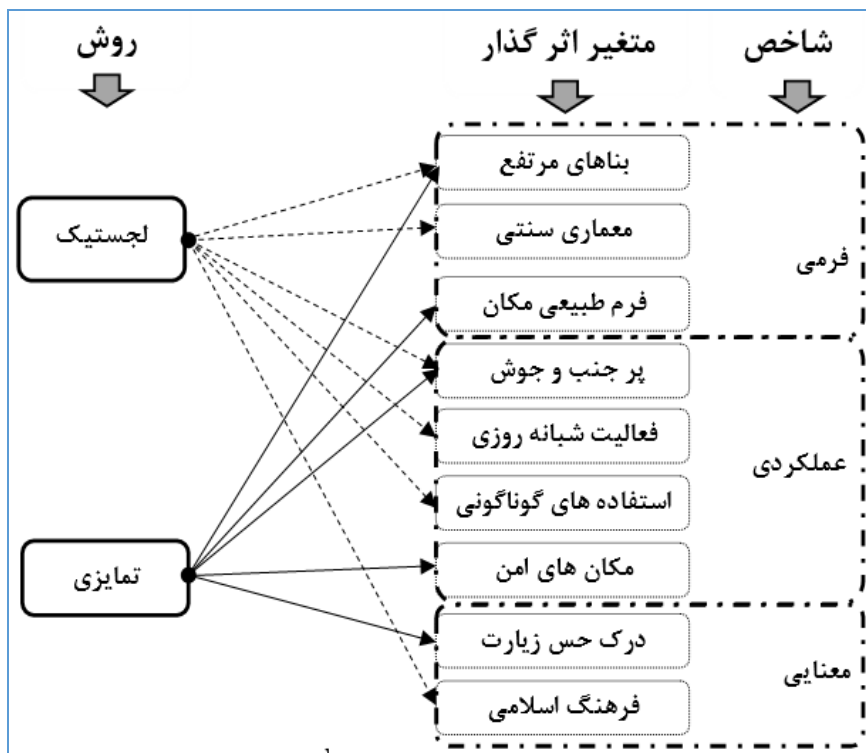 شاخص
متغیر اثر گذار
روش
بناهای مرتفع
معماری سنتی
فرم طبیعی مکان
فرمی
پر جنب و جوش
فعالیت شبانه روزی
استفاده های گوناگونی
مکان های امن
عملکردی
درک حس زیارت
فرهنگ اسلامی
معنایی
لجستیک
تمایزی